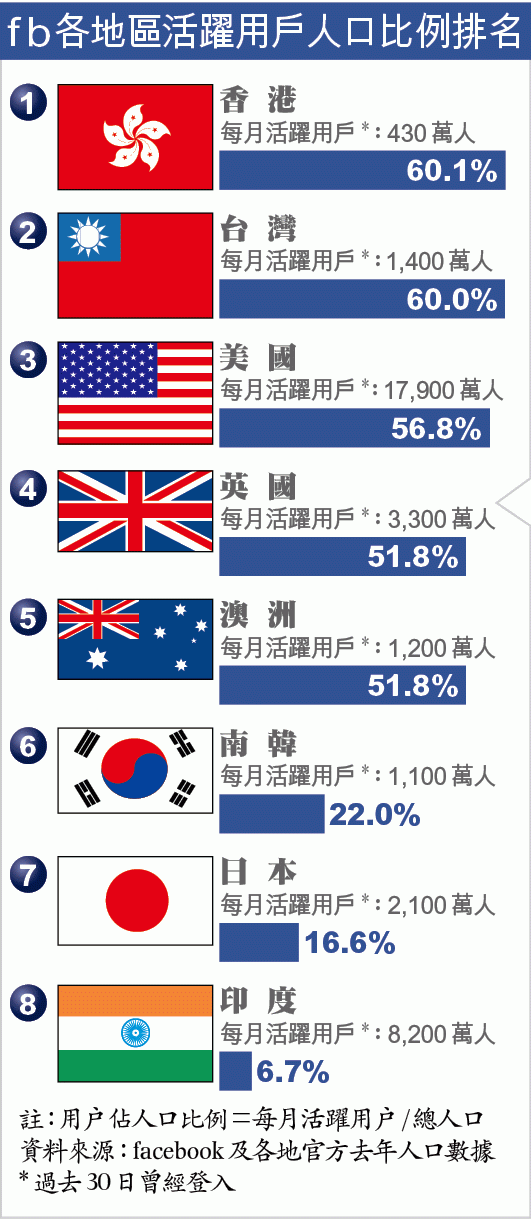 fb各地區活躍用戶人口比例排名
1
香港
每月活躍用戶*：430萬人
60.1%
2
台灣
每月活躍用戶*：1,400萬人
60.0%
3
美國
每月活躍用戶*：17,900萬人
56.8%
4
英國
每月活躍用戶*：3,300萬人
51.8%
5
澳洲
每月活躍用戶*：1,200萬人
51.8%
6
南韓
每月活躍用戶*：1,100萬人
22.0%
7
日本
每月活躍用戶*：2,100萬人
16.6%
8
印度
每月活躍用戶*：8,200萬人
6.7%
註：用戶佔人口比例＝每月活躍用戶/總人口
資料來源：facebook及各地官方去年人口數據
*過去30日曾經登入